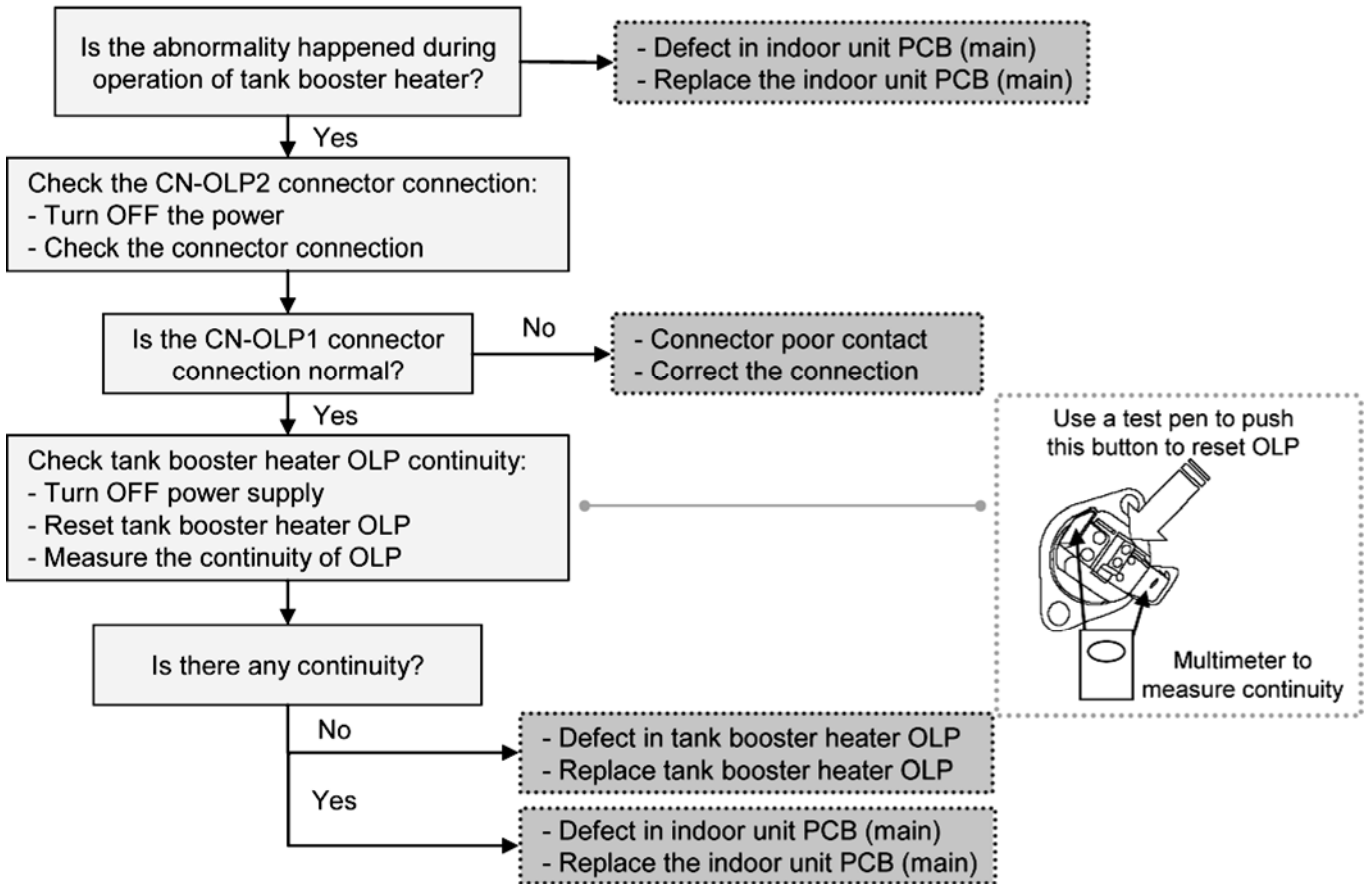 Is the abnormality happened during
operation of tank booster heater?
- Defect in indoor unit PCB (main)
- Replace the indoor unit PCB (main)
Yes
Check the CN-OLP2 connector connection:
- Turn OFF the power
- Check the connector connection
Is the CN-OLP1 connector
connection normal?
No
- Connector poor contact
- Correct the connection
Yes
Check tank booster heater OLP continuity:
- Turn OFF power supply
- Reset tank booster heater OLP
- Measure the continuity of OLP
Use a test pen to push
this button to reset OLP
Multimeter to
measure continuity
Is there any continuity?
No
- Defect in tank booster heater OLP
- Replace tank booster heater OLP
Yes
- Defect in indoor unit PCB (main)
- Replace the indoor unit PCB (main)